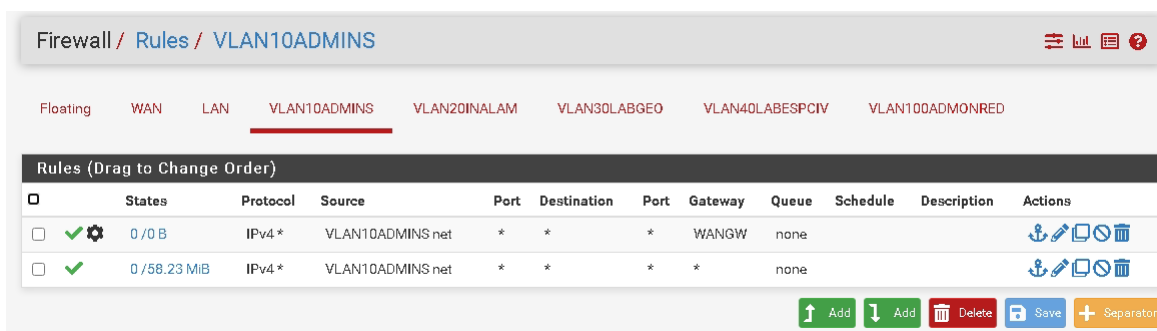 Firewall / Rules / VLAN10ADMINS
Floating WAN LAN VLAN10ADMINS VLAN20INALAM VLAN30LABGEO VLAN40LABESPCIV VLAN100ADMONRED
Rules (Drag to Change Order)
States Protocol Source Port Destination Port Gateway Queue Schedule Description Actions
0 /0 B IPv4 * VLAN10ADMINS net * * * WANGW none
0 /58.23 MiB IPv4 * VLAN10ADMINS net * * * * none
Add Add Delete Save Separator